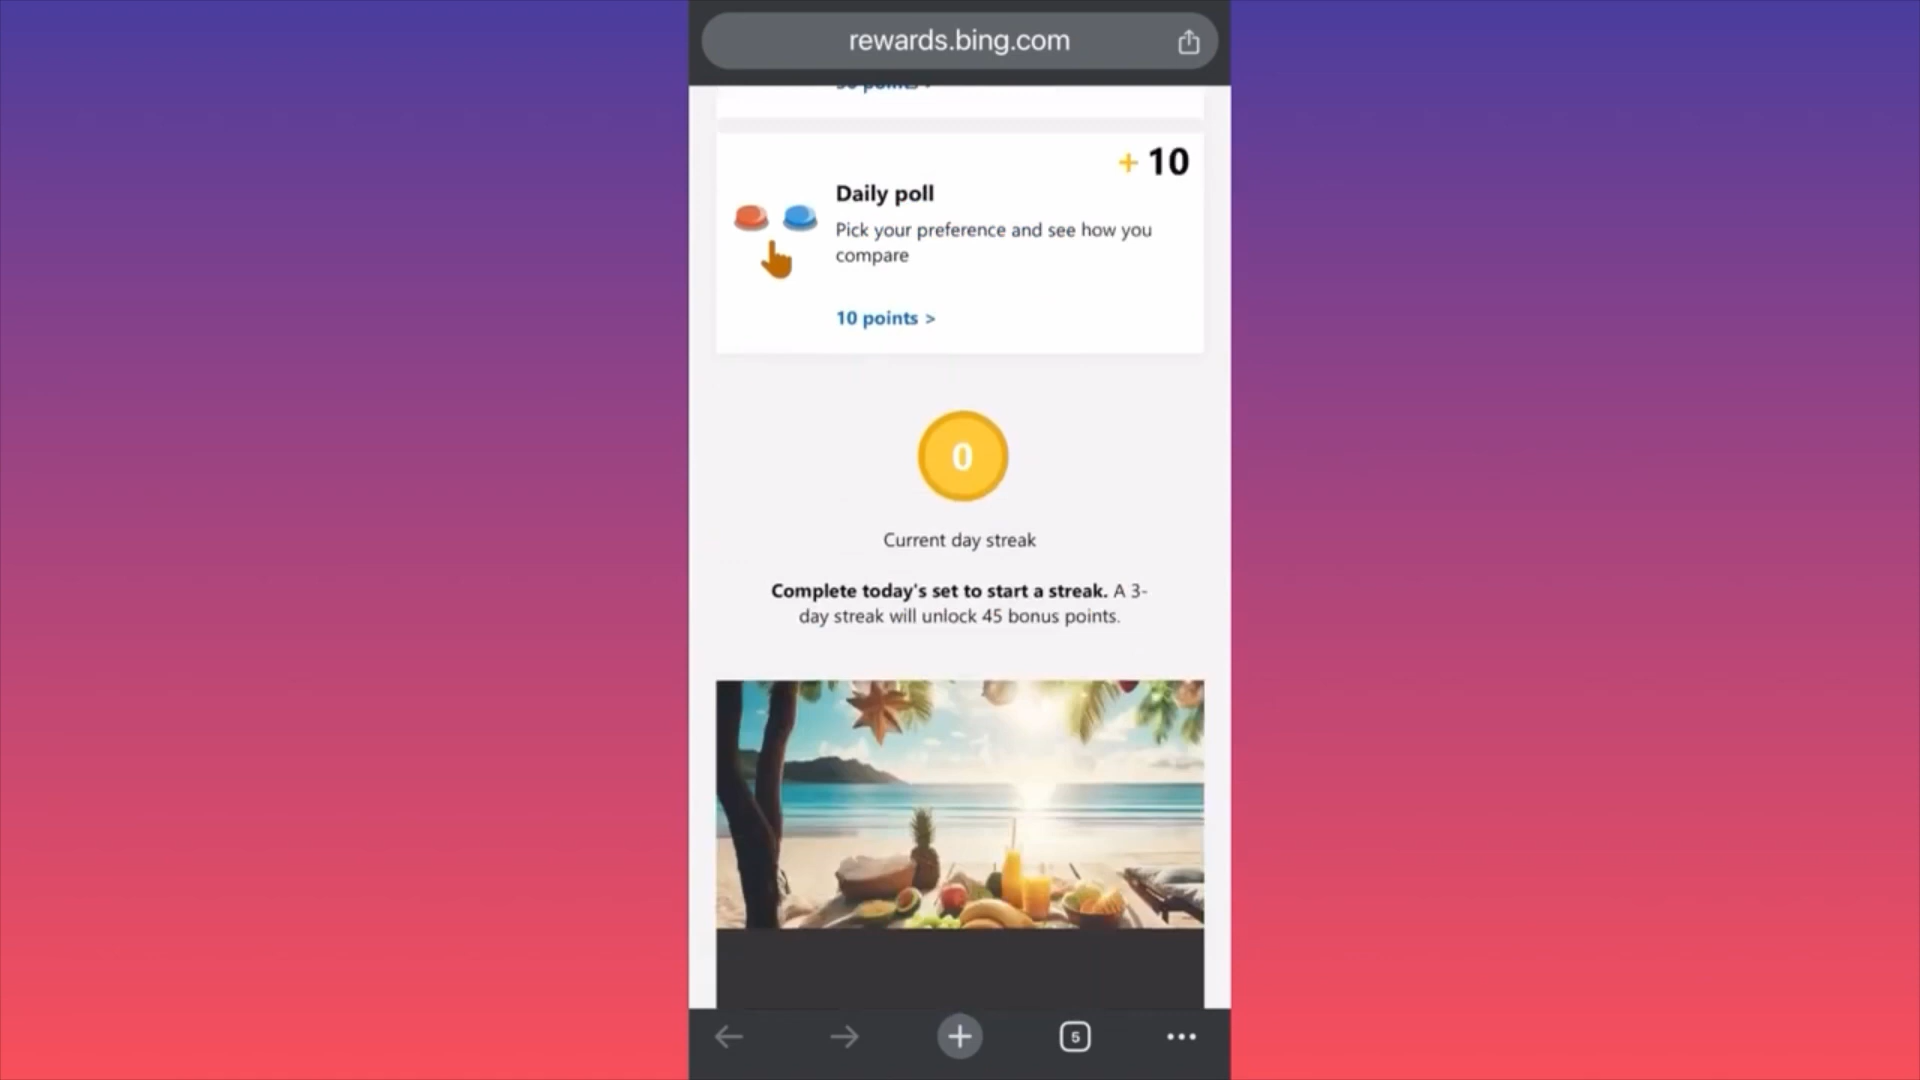 rewards.bing.com
+ 10
Daily poll
Pick your preference and see how you
compare
10 points >
0
Current day streak
Complete today's set to start a streak. A 3-
day streak will unlock 45 bonus points.
5